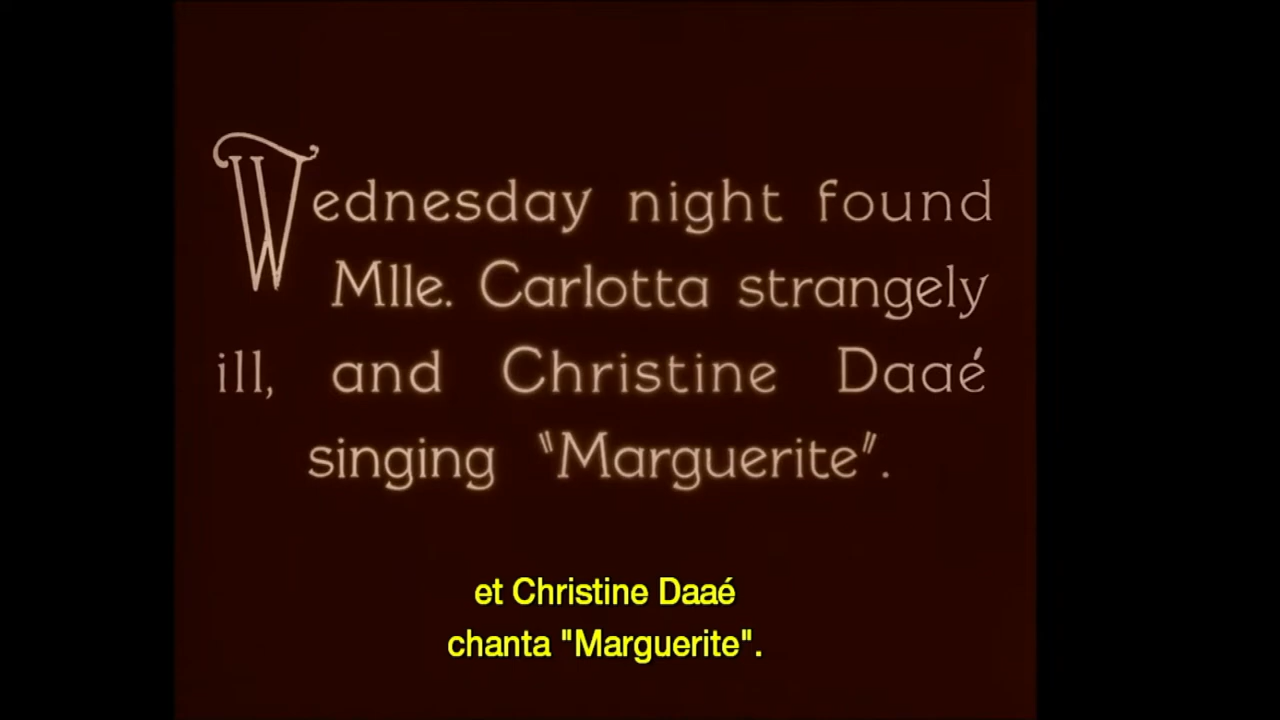 Wednesday night found
Mlle. Carlotta strangely
ill, and Christine Daaé
singing "Marguerite".
et Christine Daaé
chanta "Marguerite".